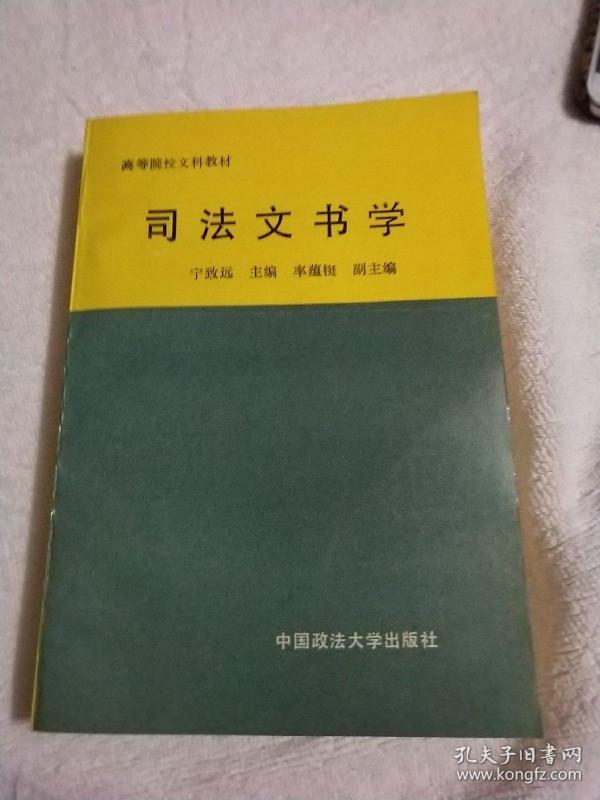 高等院校文科教材
司法文书学
宁致远 主编 率蕴铤 副主编
中国政法大学出版社
孔夫子旧书网
www.kongfz.com